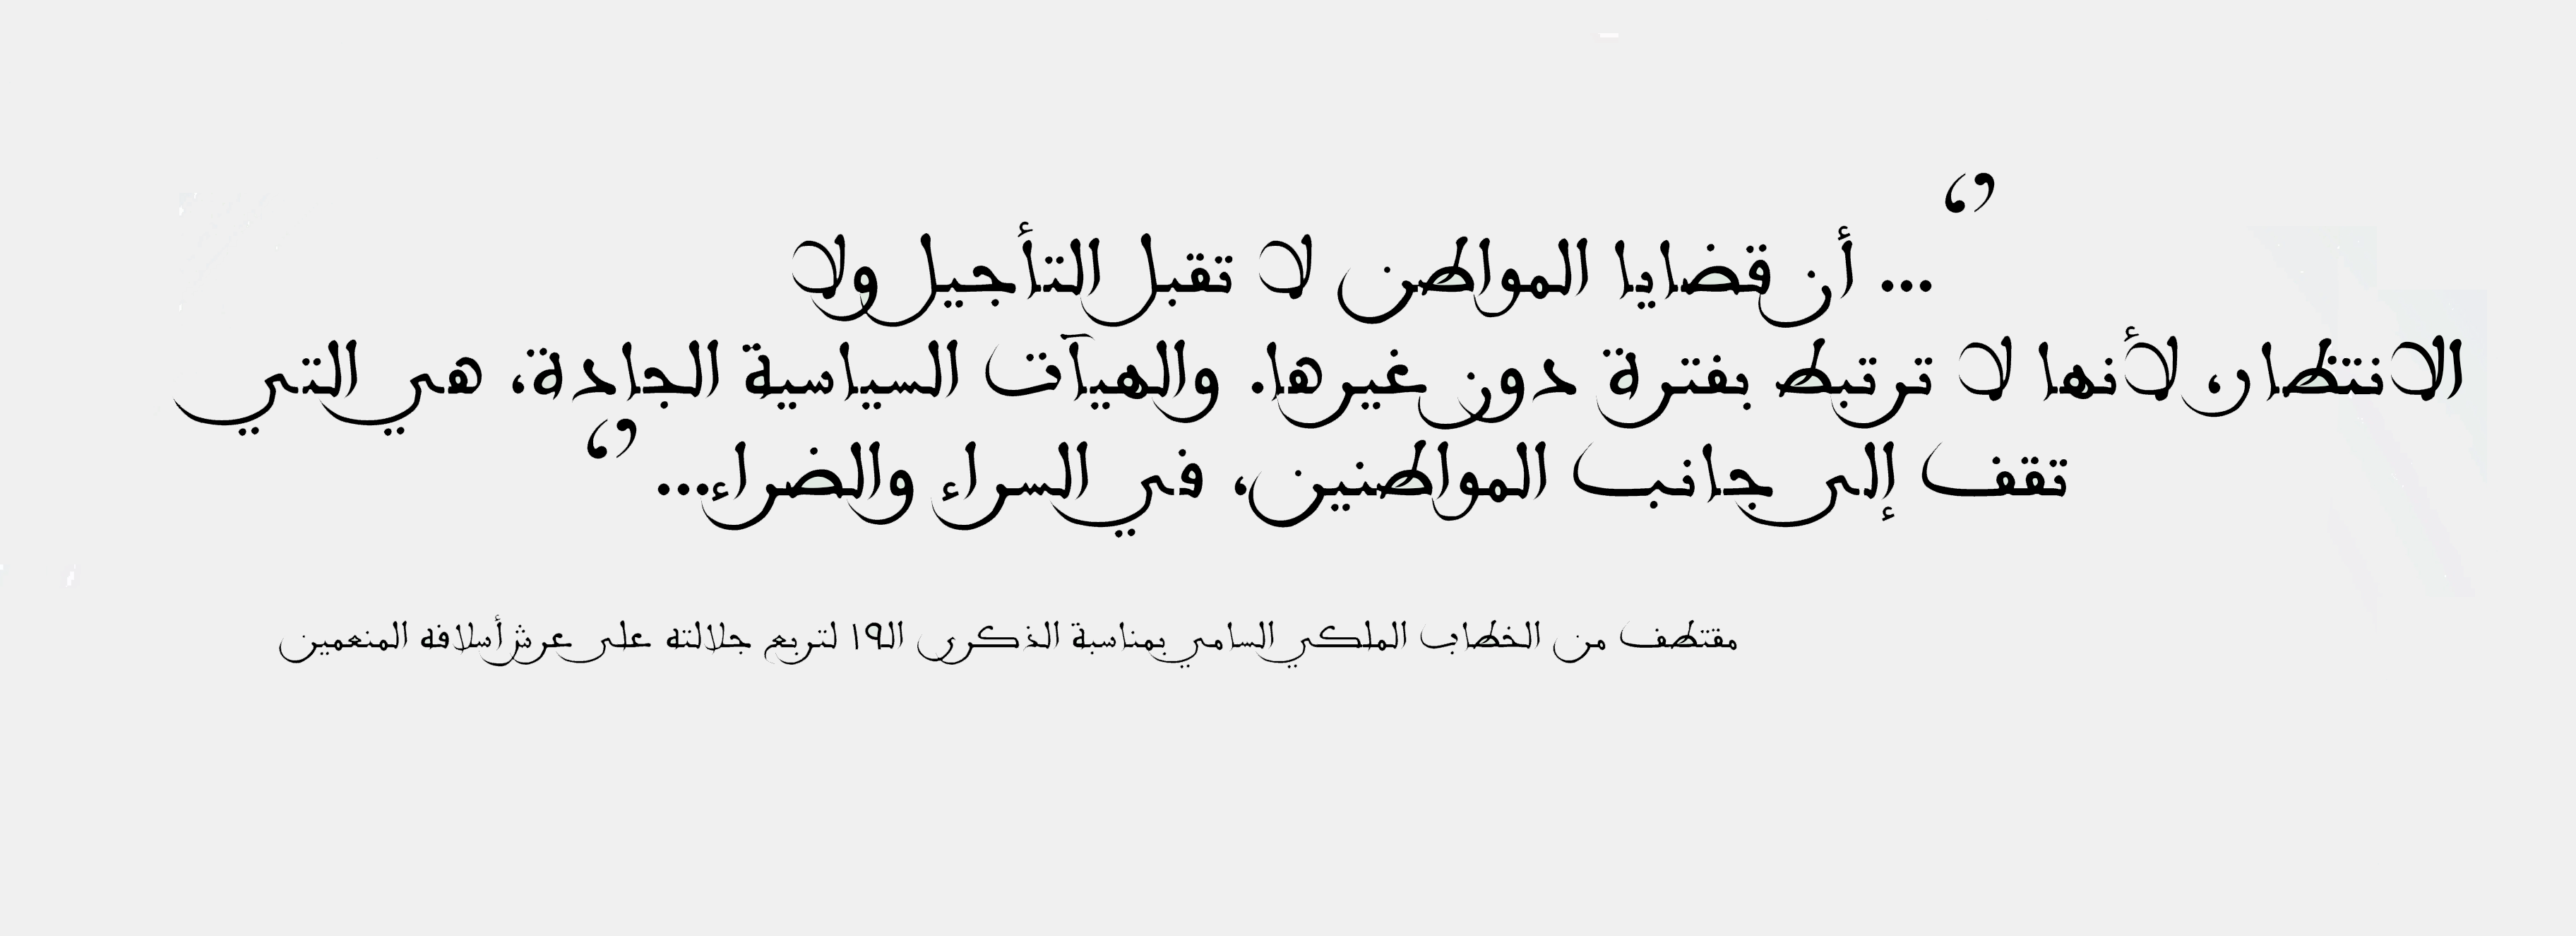 ”... أن قضايا المواطن لا تقبل التأجيل ولا
الانتظار، لأنها لا ترتبط بفترة دون غيرها. والهيآت السياسية الجادة، هي التي
تقف إلى جانب المواطنين، في السراء والضراء...”
مقتطف من الخطاب الملكي السامي بمناسبة الذكرى الـ١٩ لتربع جلالته على عرش أسلافه المنعمين